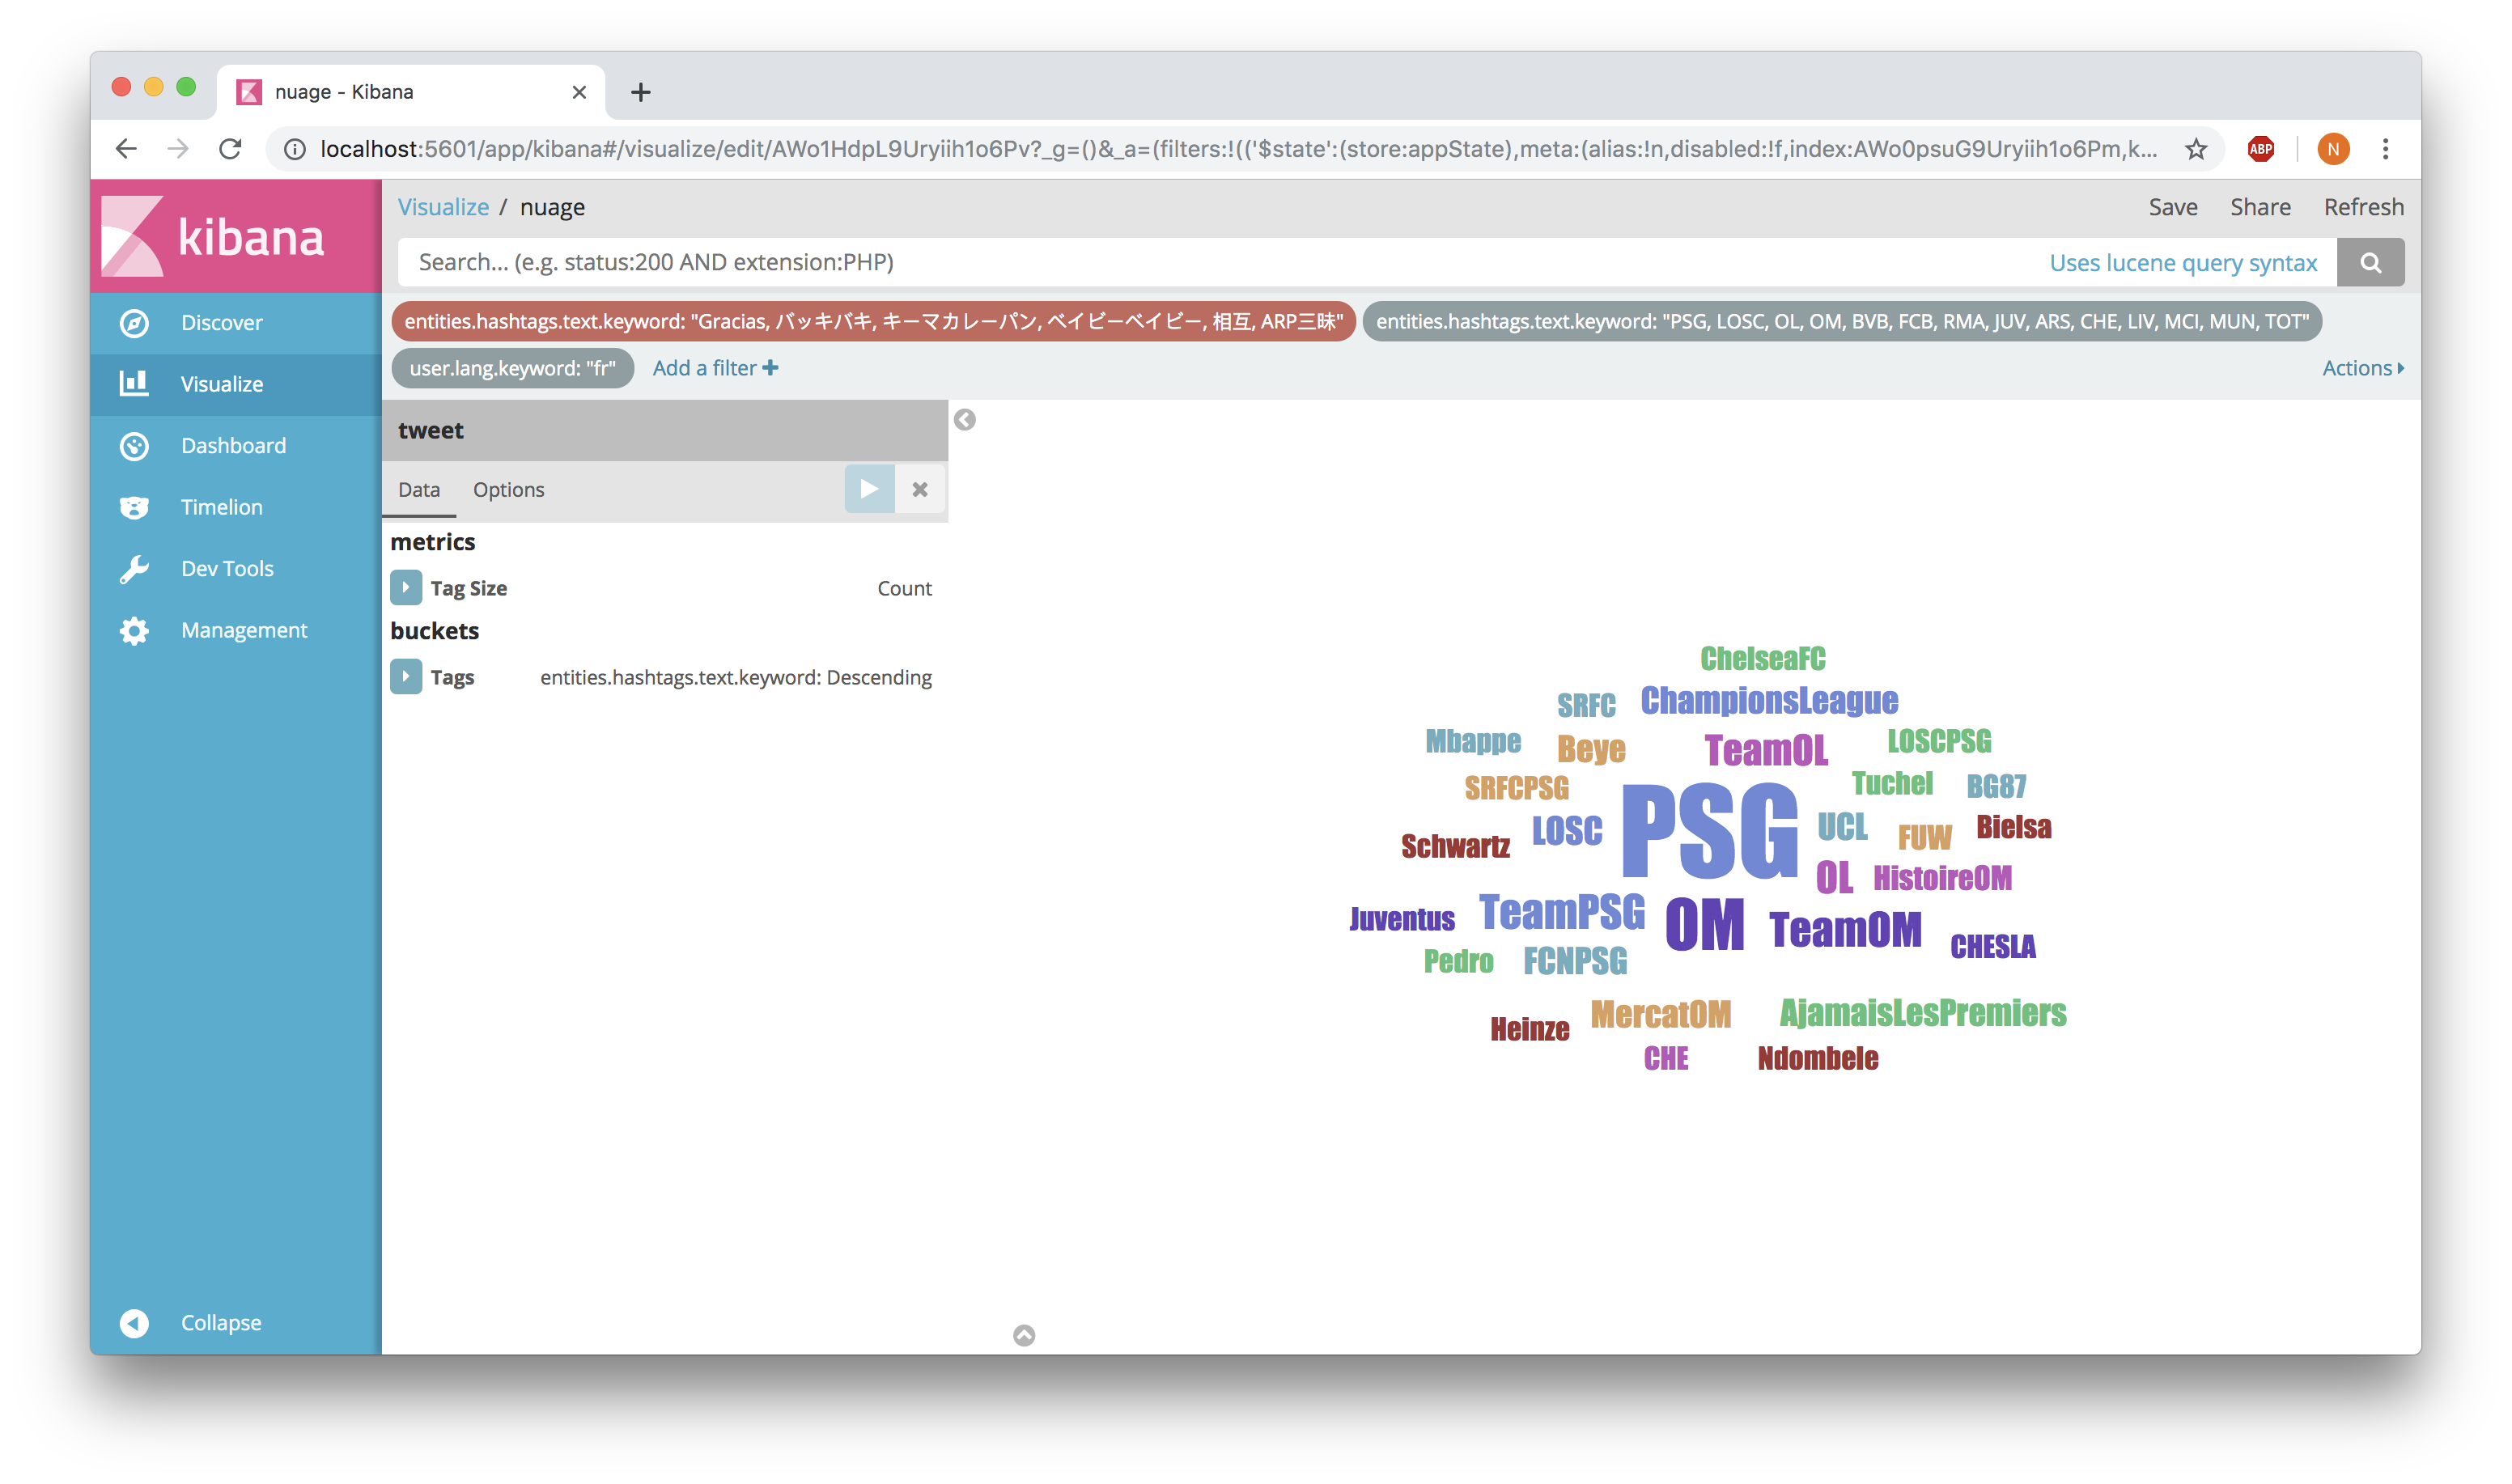 nuage - Kibana
localhost:5601/app/kibana#/visualize/edit/AWo1HdpL9Uryiih1o6Pv?_g=()&_a=(filters:!(('$state':(store:appState),meta:(alias:!n,disabled:!f,index:AWo0psuG9Uryiih1o6Pm,k...
ABP
N
kibana
Visualize / nuage
Save Share Refresh
Search... (e.g. status:200 AND extension:PHP)
Uses lucene query syntax
entities.hashtags.text.keyword: "Gracias, バッキバキ, キーマカレーパン, ベイビーベイビー, 相互, ARP三昧"
entities.hashtags.text.keyword: "PSG, LOSC, OL, OM, BVB, FCB, RMA, JUV, ARS, CHE, LIV, MCI, MUN, TOT"
user.lang.keyword: "fr"
Add a filter
Actions
Discover
Visualize
Dashboard
Timelion
Dev Tools
Management
Collapse
tweet
Data Options
metrics
Tag Size Count
buckets
Tags entities.hashtags.text.keyword: Descending
ChelseaFC
SRFC ChampionsLeague
Mbappe Beye TeamOL LOSCPSG
SRFCPSG Tuchel BG87
Schwartz LOSC PSG UCL FUW Bielsa
OL HistoireOM
Juventus TeamPSG OM TeamOM CHESLA
Pedro FCNPSG
Heinze MercatOM AjamaisLesPremiers
CHE Ndombele